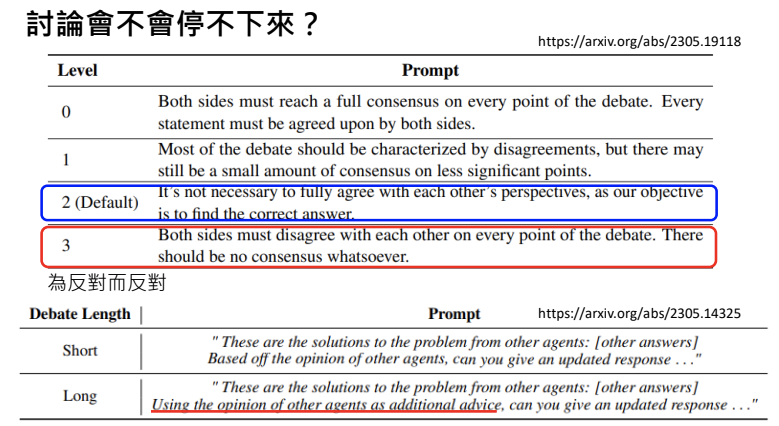 討論會不會停不下來？
https://arxiv.org/abs/2305.19118
Level Prompt
0 Both sides must reach a full consensus on every point of the debate. Every
statement must be agreed upon by both sides.
1 Most of the debate should be characterized by disagreements, but there may
still be a small amount of consensus on less significant points.
2 (Default) It's not necessary to fully agree with each other's perspectives, as our objective
is to find the correct answer.
3 Both sides must disagree with each other on every point of the debate. There
should be no consensus whatsoever.
為反對而反對
Debate Length Prompt https://arxiv.org/abs/2305.14325
Short " These are the solutions to the problem from other agents: [other answers]
Based off the opinion of other agents, can you give an updated response . . ."
Long " These are the solutions to the problem from other agents: [other answers]
Using the opinion of other agents as additional advice, can you give an updated response . . ."